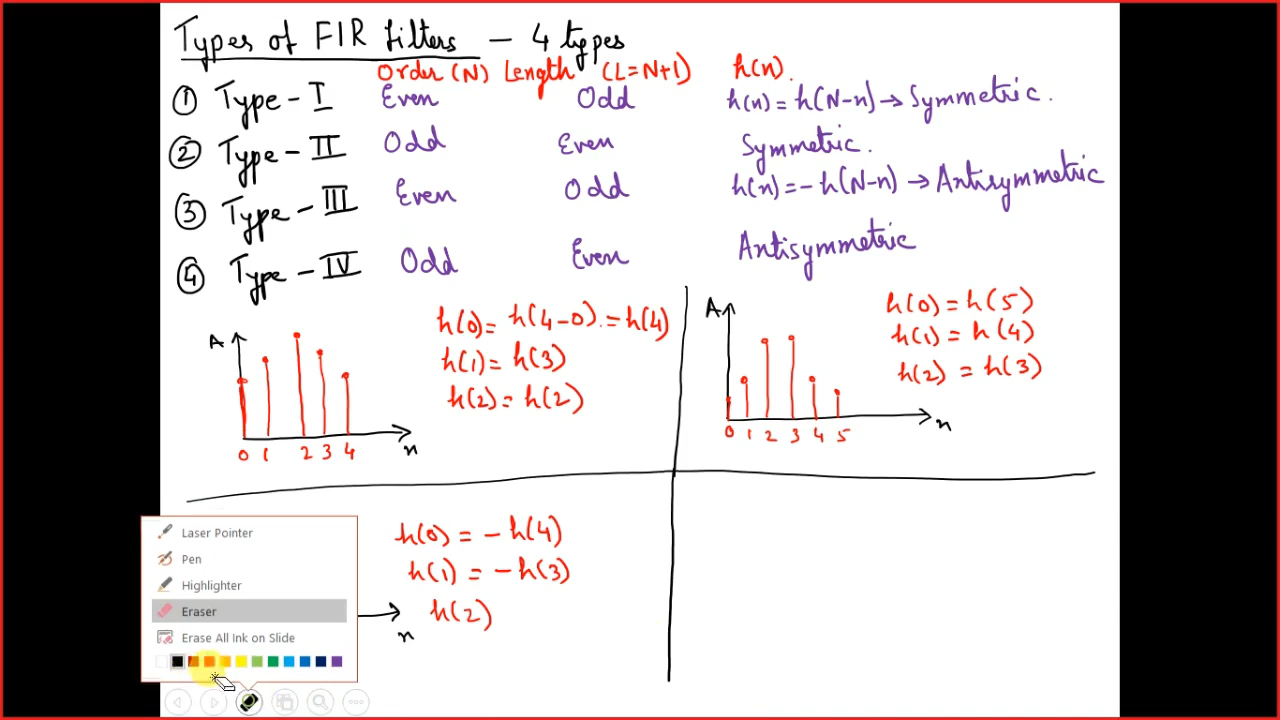 Types of FIR filters – 4 types
Order (N) Length (L=N+1) h(n).
① Type - I Even Odd h(n) = h(N-n) → Symmetric.
② Type - II Odd Even Symmetric.
③ Type - III Even Odd h(n) = - h(N-n) → Antisymmetric
④ Type - IV Odd Even Antisymmetric
A
h(0) = h(4-0) = h(4)
h(1) = h(3)
h(2) = h(2)
0 1 2 3 4 n
A
h(0) = h(5)
h(1) = h(4)
h(2) = h(3)
0 1 2 3 4 5 n
h(0) = - h(4)
h(1) = - h(3)
h(2)
n
Laser Pointer
Pen
Highlighter
Eraser
Erase All Ink on Slide